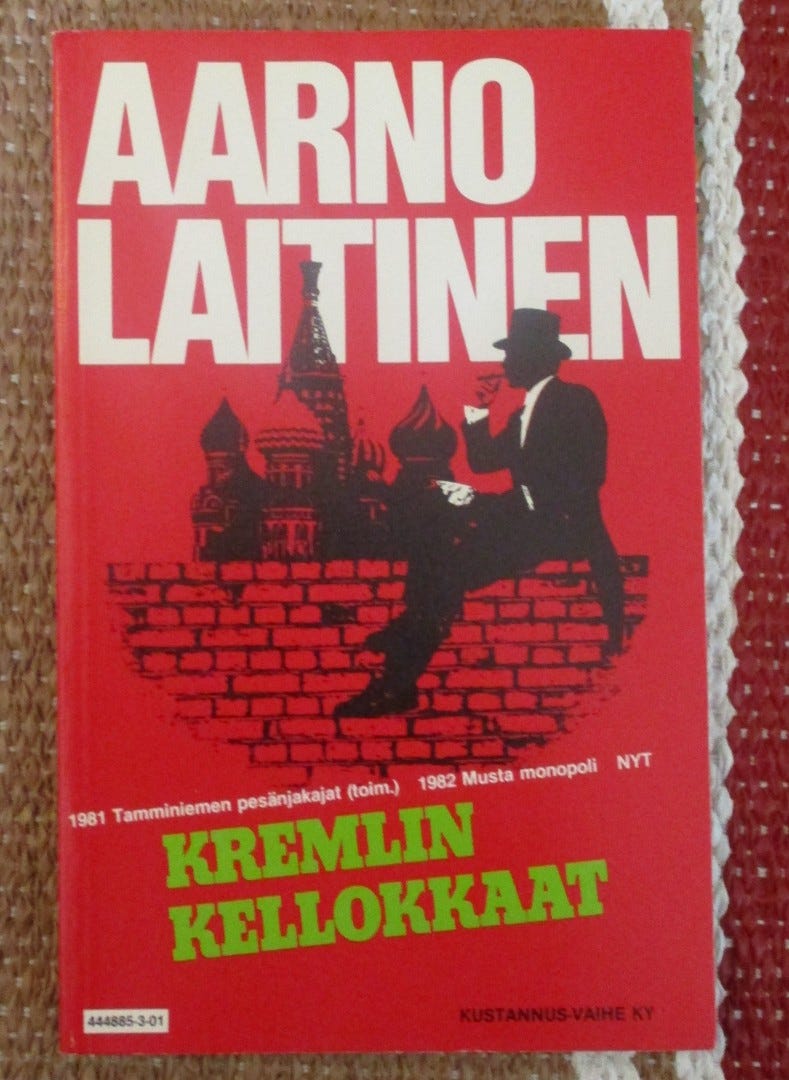 AARNO
LAITINEN
1981 Tamminiemen pesänjakajat (toim.) 1982 Musta monopoli NYT
KREMLIN
KELLOKKAAT
444885-3-01
KUSTANNUS-VAIHE KY